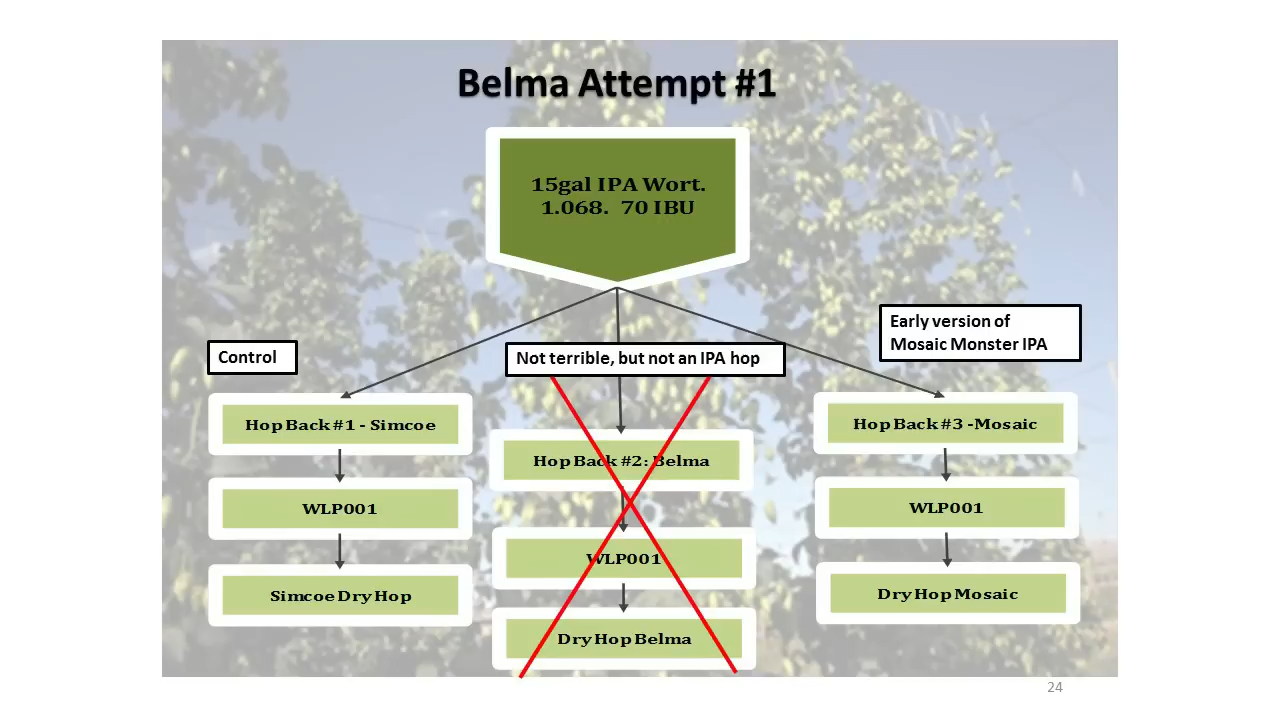 Belma Attempt #1
15gal IPA Wort.
1.068.  70 IBU
Control
Not terrible, but not an IPA hop
Early version of
Mosaic Monster IPA
Hop Back #1 - Simcoe
WLP001
Simcoe Dry Hop
Hop Back #2: Belma
WLP001
Dry Hop Belma
Hop Back #3 -Mosaic
WLP001
Dry Hop Mosaic
24